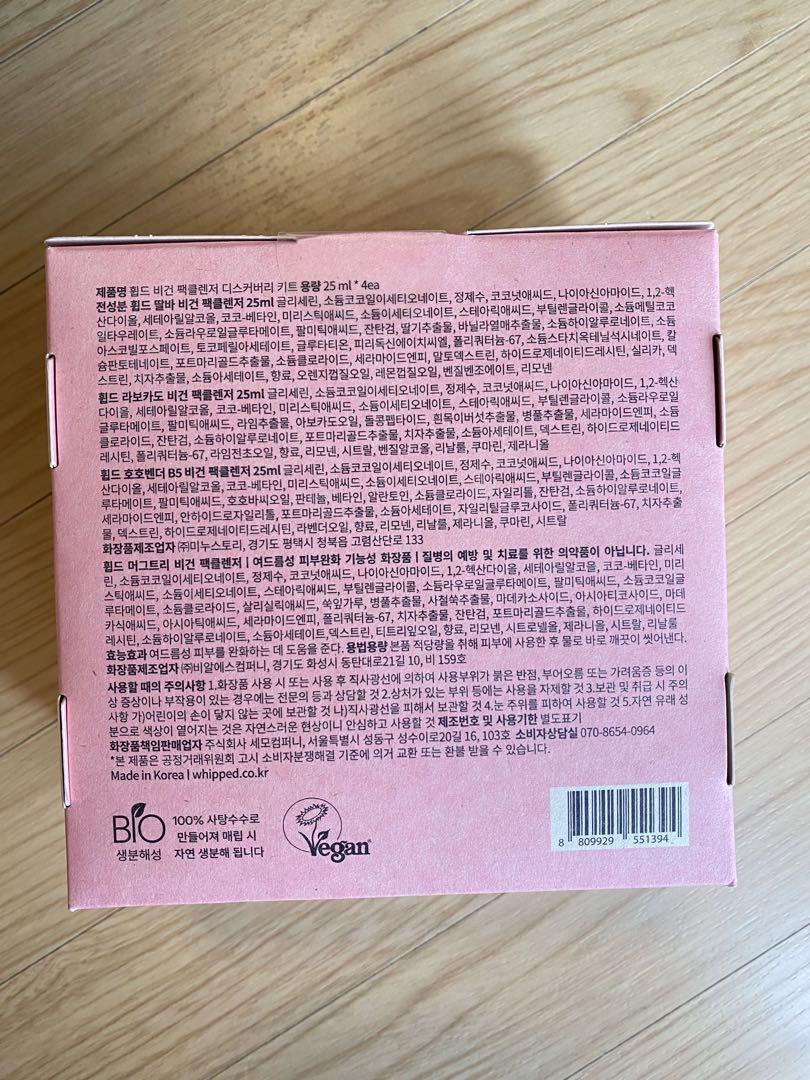 제품명 휩드 비건 팩클렌저 디스커버리 키트 용량 25 ml * 4ea
전성분 휩드 딸바 비건 팩클렌저 25ml 글리세린, 소듐코코일이세티오네이트, 정제수, 코코넛애씨드, 나이아신아마이드, 1,2-헥
산다이올, 세테아릴알코올, 코코-베타인, 미리스틱애씨드, 소듐이세티오네이트, 스테아릭애씨드, 부틸렌글라이콜, 소듐메틸코코
일타우레이트, 소듐라우로일글루타메이트, 팔미틱애씨드, 잔탄검, 딸기추출물, 바닐라열매추출물, 소듐하이알루로네이트, 소듐
아스코빌포스페이트, 토코페릴아세테이트, 글루타티온, 피리독신에이치씨엘, 폴리쿼터늄-67, 소듐스타치옥테닐석시네이트, 칼
슘판토테네이트, 포트마리골드추출물, 소듐클로라이드, 세라마이드엔피, 말토덱스트린, 하이드로제네이티드레시틴, 실리카, 덱
스트린, 치자추출물, 소듐아세테이트, 향료, 오렌지껍질오일, 레몬껍질오일, 벤질벤조에이트, 리모넨
휩드 라보카도 비건 팩클렌저 25ml 글리세린, 소듐코코일이세티오네이트, 정제수, 코코넛애씨드, 나이아신아마이드, 1,2-헥산
다이올, 세테아릴알코올, 코코-베타인, 미리스틱애씨드, 소듐이세티오네이트, 스테아릭애씨드, 부틸렌글라이콜, 소듐라우로일
글루타메이트, 팔미틱애씨드, 라임추출물, 아보카도오일, 돌콩펩타이드, 흰목이버섯추출물, 병풀추출물, 세라마이드엔피, 소듐
클로라이드, 잔탄검, 소듐하이알루로네이트, 포트마리골드추출물, 치자추출물, 소듐아세테이트, 덱스트린, 하이드로제네이티드
레시틴, 폴리쿼터늄-67, 라임전초오일, 향료, 리모넨, 시트랄, 벤질알코올, 리날룰, 쿠마린, 제라니올
휩드 호호벤더 B5 비건 팩클렌저 25ml 글리세린, 소듐코코일이세티오네이트, 정제수, 코코넛애씨드, 나이아신아마이드, 1,2-헥
산다이올, 세테아릴알코올, 코코-베타인, 미리스틱애씨드, 소듐이세티오네이트, 스테아릭애씨드, 부틸렌글라이콜, 소듐코코일글
루타메이트, 팔미틱애씨드, 호호바씨오일, 판테놀, 베타인, 알란토인, 소듐클로라이드, 자일리톨, 잔탄검, 소듐하이알루로네이트,
세라마이드엔피, 안하이드로자일리톨, 포트마리골드추출물, 소듐아세테이트, 자일리틸글루코사이드, 폴리쿼터늄-67, 치자추출
물, 덱스트린, 하이드로제네이티드레시틴, 라벤더오일, 향료, 리모넨, 리날룰, 제라니올, 쿠마린, 시트랄
화장품제조업자 ㈜미누스토리, 경기도 평택시 청북읍 고렴산단로 133
휩드 머그트리 비건 팩클렌저 | 여드름성 피부완화 기능성 화장품 | 질병의 예방 및 치료를 위한 의약품이 아닙니다. 글리세
린, 소듐코코일이세티오네이트, 정제수, 코코넛애씨드, 나이아신아마이드, 1,2-헥산다이올, 세테아릴알코올, 코코-베타인, 미리
스틱애씨드, 소듐이세티오네이트, 스테아릭애씨드, 부틸렌글라이콜, 소듐라우로일글루타메이트, 팔미틱애씨드, 소듐코코일글
루타메이트, 소듐클로라이드, 살리실릭애씨드, 쑥잎가루, 병풀추출물, 사철쑥추출물, 마데카소사이드, 아시아티코사이드, 마데
카식애씨드, 아시아틱애씨드, 세라마이드엔피, 폴리쿼터늄-67, 치자추출물, 잔탄검, 포트마리골드추출물, 하이드로제네이티드
레시틴, 소듐하이알루로네이트, 소듐아세테이트,덱스트린, 티트리잎오일, 향료, 리모넨, 시트로넬올, 제라니올, 시트랄, 리날룰
효능효과 여드름성 피부를 완화하는 데 도움을 준다. 용법용량 본품 적당량을 취해 피부에 사용한 후 물로 바로 깨끗이 씻어낸다.
화장품제조업자 ㈜비알에스컴퍼니, 경기도 화성시 동탄대로21길 10, 비 159호
사용할 때의 주의사항 1.화장품 사용 시 또는 사용 후 직사광선에 의하여 사용부위가 붉은 반점, 부어오름 또는 가려움증 등의 이
상 증상이나 부작용이 있는 경우에는 전문의 등과 상담할 것 2.상처가 있는 부위 등에는 사용을 자제할 것 3.보관 및 취급 시 주의
사항 가)어린이의 손이 닿지 않는 곳에 보관할 것 나)직사광선을 피해서 보관할 것 4.눈 주위를 피하여 사용할 것 5.자연 유래 성
분으로 색상이 옅어지는 것은 자연스러운 현상이니 안심하고 사용할 것 제조번호 및 사용기한 별도표기
화장품책임판매업자 주식회사 세모컴퍼니, 서울특별시 성동구 성수이로20길 16, 103호 소비자상담실 070-8654-0964
*본 제품은 공정거래위원회 고시 소비자분쟁해결 기준에 의거 교환 또는 환불 받을 수 있습니다.
Made in Korea | whipped.co.kr
BIO
생분해성
100% 사탕수수로
만들어져 매립 시
자연 생분해 됩니다
Vegan
8 809929 551394